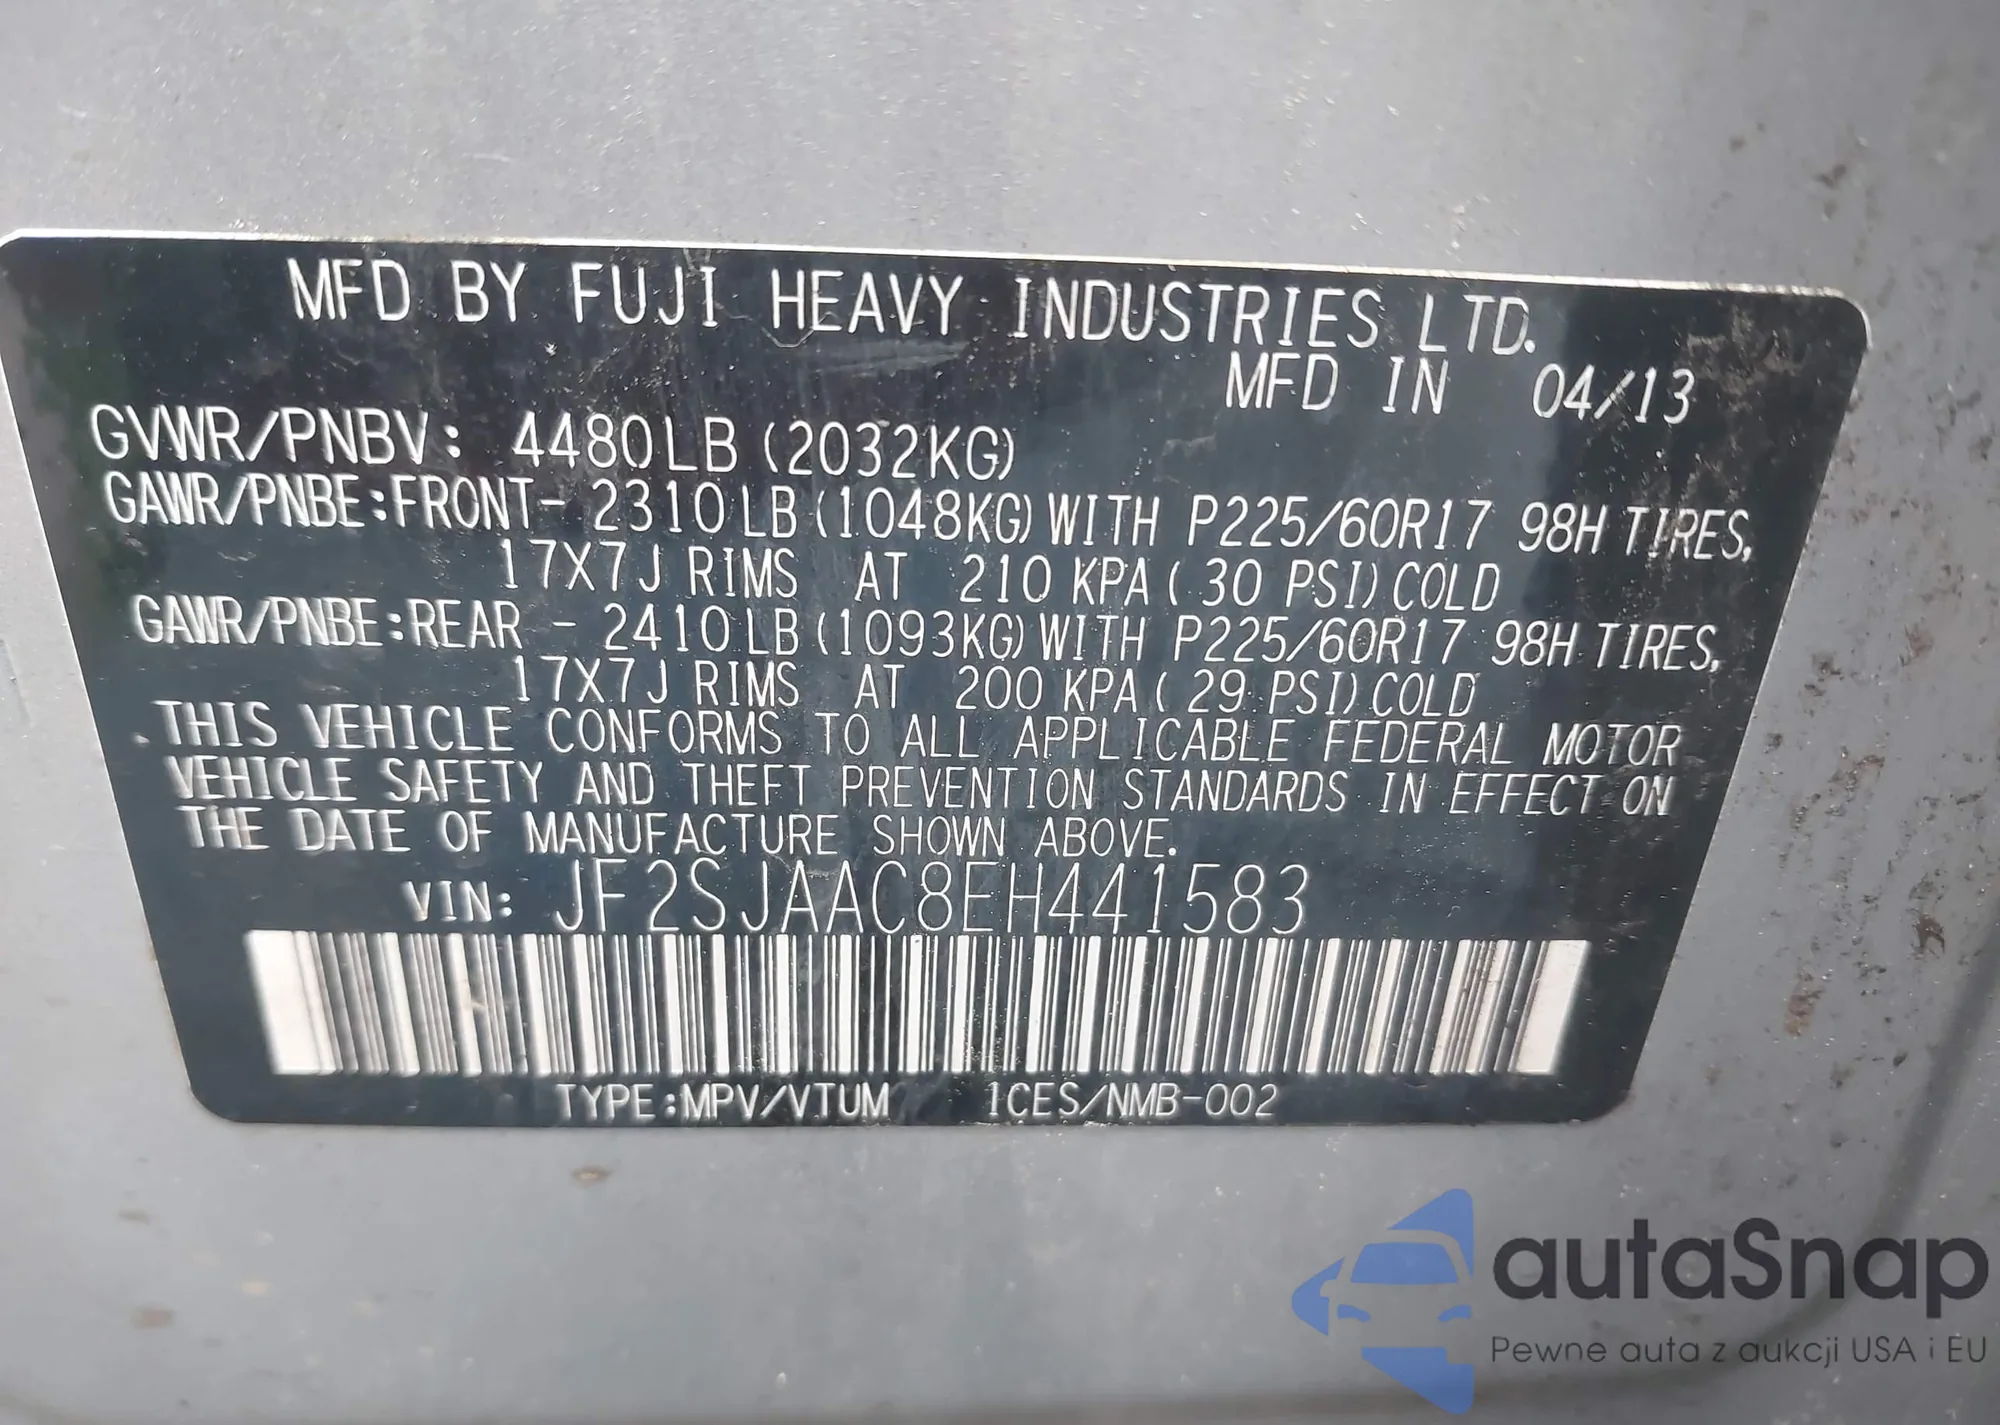 MFD BY FUJI HEAVY INDUSTRIES LTD.
MFD IN 04/13
GVWR/PNBV: 4480LB (2032KG)
GAWR/PNBE:FRONT- 2310LB (1048KG) WITH P225/60R17 98H TIRES,
17X7J RIMS AT 210 KPA ( 30 PSI) COLD
GAWR/PNBE:REAR - 2410LB (1093KG) WITH P225/60R17 98H TIRES,
17X7J RIMS AT 200 KPA ( 29 PSI) COLD
THIS VEHICLE CONFORMS TO ALL APPLICABLE FEDERAL MOTOR
VEHICLE SAFETY AND THEFT PREVENTION STANDARDS IN EFFECT ON
THE DATE OF MANUFACTURE SHOWN ABOVE.
VIN: JF2SJAAC8EH441583
TYPE:MPV/VTUM 1CES/NMB-002
autaSnap
Pewne auta z aukcji USA i EU